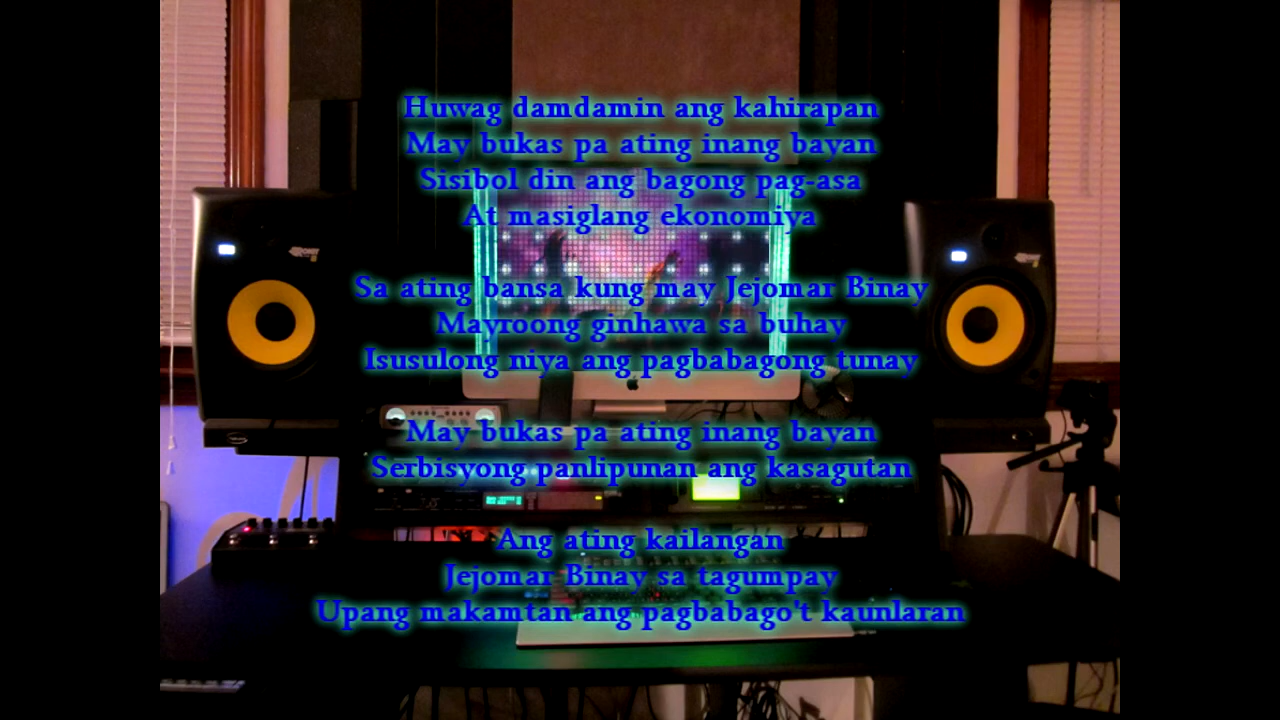 Huwag damdamin ang kahirapan
May bukas pa ating inang bayan
Sisibol din ang bagong pag-asa
At masiglang ekonomiya
Sa ating bansa kung may Jejomar Binay
Mayroong ginhawa sa buhay
Isusulong niya ang pagbabagong tunay
May bukas pa ating inang bayan
Serbisyong panlipunan ang kasagutan
Ang ating kailangan
Jejomar Binay sa tagumpay
Upang makamtan ang pagbabago't kaunlaran